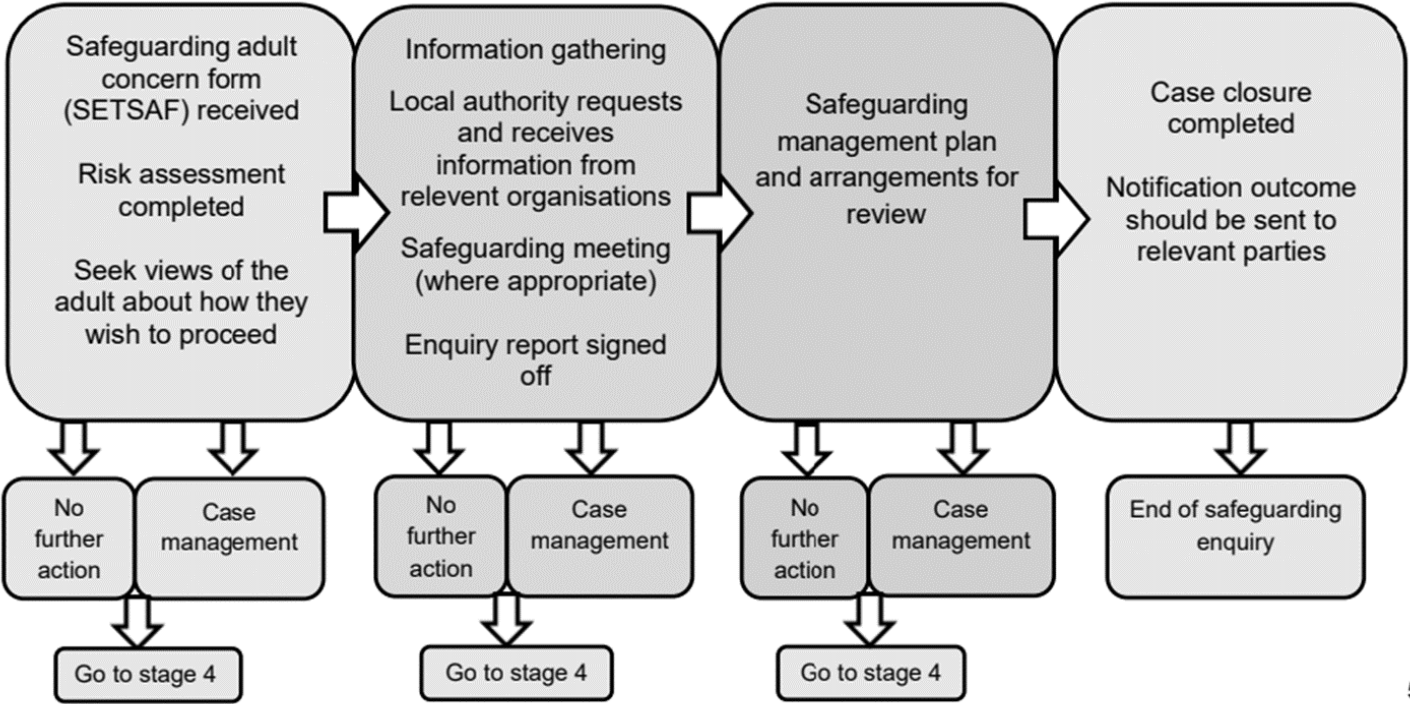 Safeguarding adult
concern form
(SETSAF) received
Risk assessment
completed
Seek views of the
adult about how they
wish to proceed
Information gathering
Local authority requests
and receives
information from
relevent organisations
Safeguarding meeting
(where appropriate)
Enquiry report signed
off
Safeguarding
management plan
and arrangements for
review
Case closure
completed
Notification outcome
should be sent to
relevant parties
No
further
action
Case
management
No
further
action
Case
management
No
further
action
Case
management
End of safeguarding
enquiry
Go to stage 4
Go to stage 4
Go to stage 4